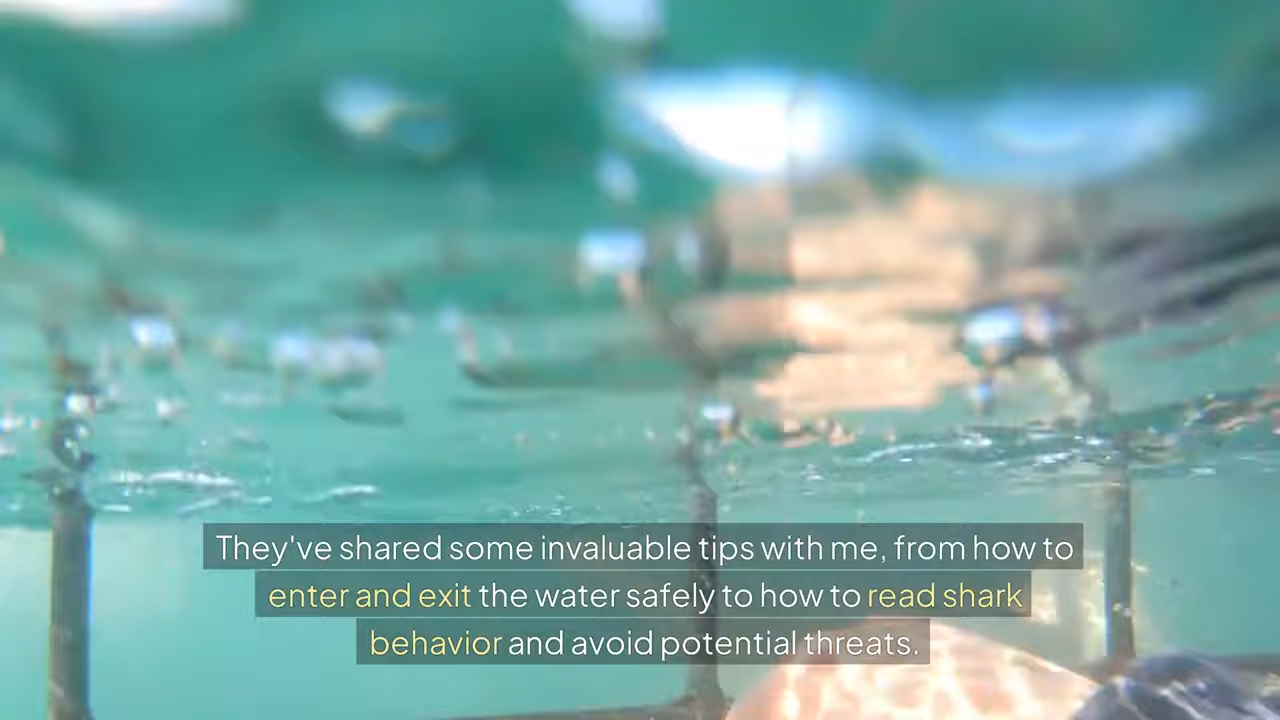 They've shared some invaluable tips with me, from how to
enter and exit the water safely to how to read shark
behavior and avoid potential threats.